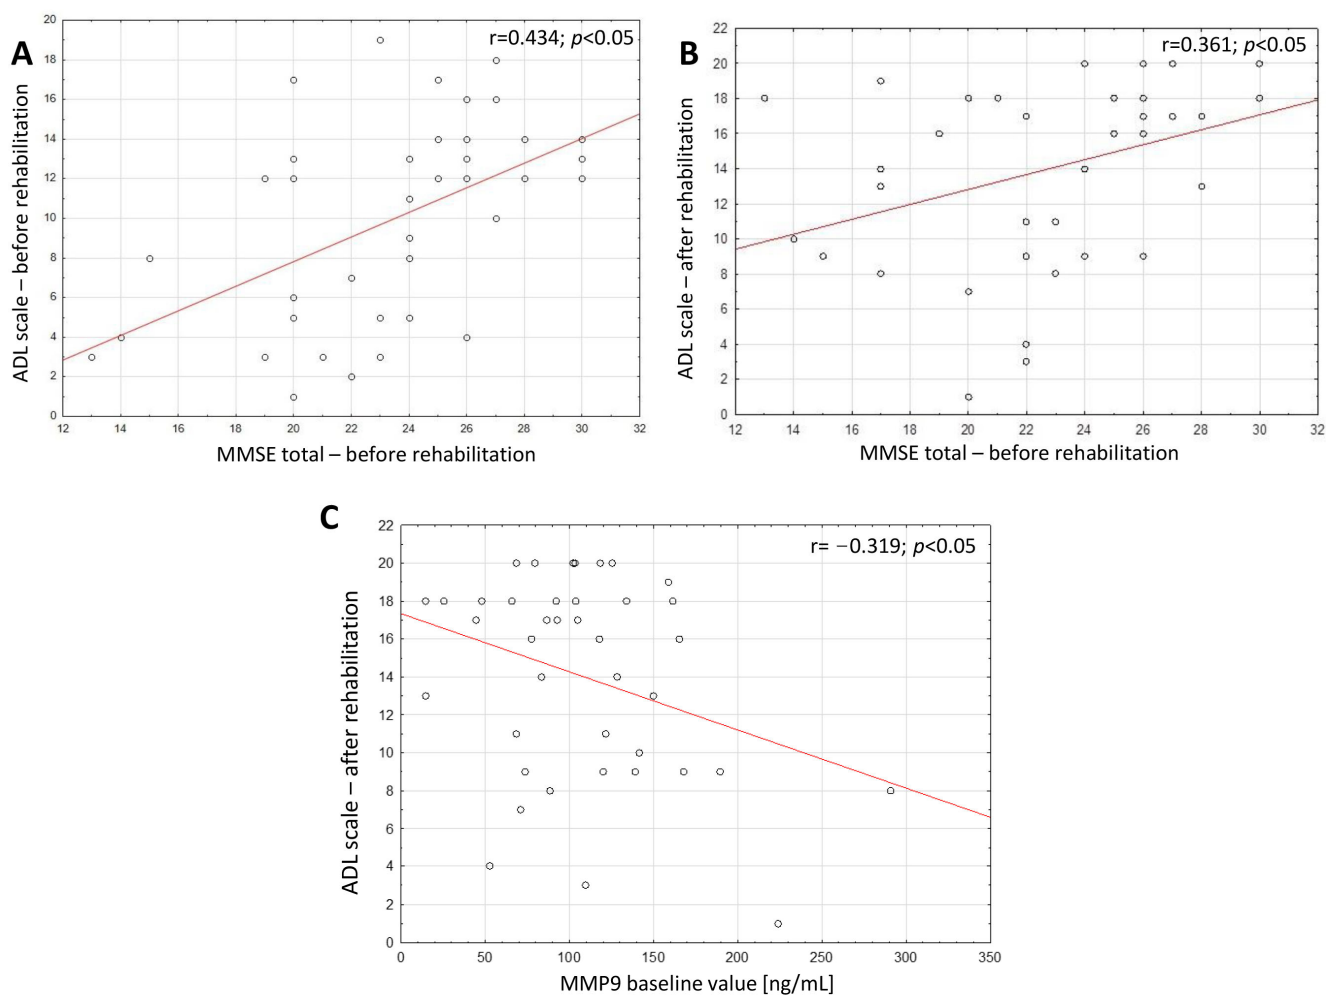 A
r=0.434; p<0.05
ADL scale – before rehabilitation
20
18
16
14
12
10
8
6
4
2
0
12 14 16 18 20 22 24 26 28 30 32
MMSE total – before rehabilitation
B
r=0.361; p<0.05
ADL scale – after rehabilitation
22
20
18
16
14
12
10
8
6
4
2
0
12 14 16 18 20 22 24 26 28 30 32
MMSE total – before rehabilitation
C
r= −0.319; p<0.05
ADL scale – after rehabilitation
22
20
18
16
14
12
10
8
6
4
2
0
0 50 100 150 200 250 300 350
MMP9 baseline value [ng/mL]